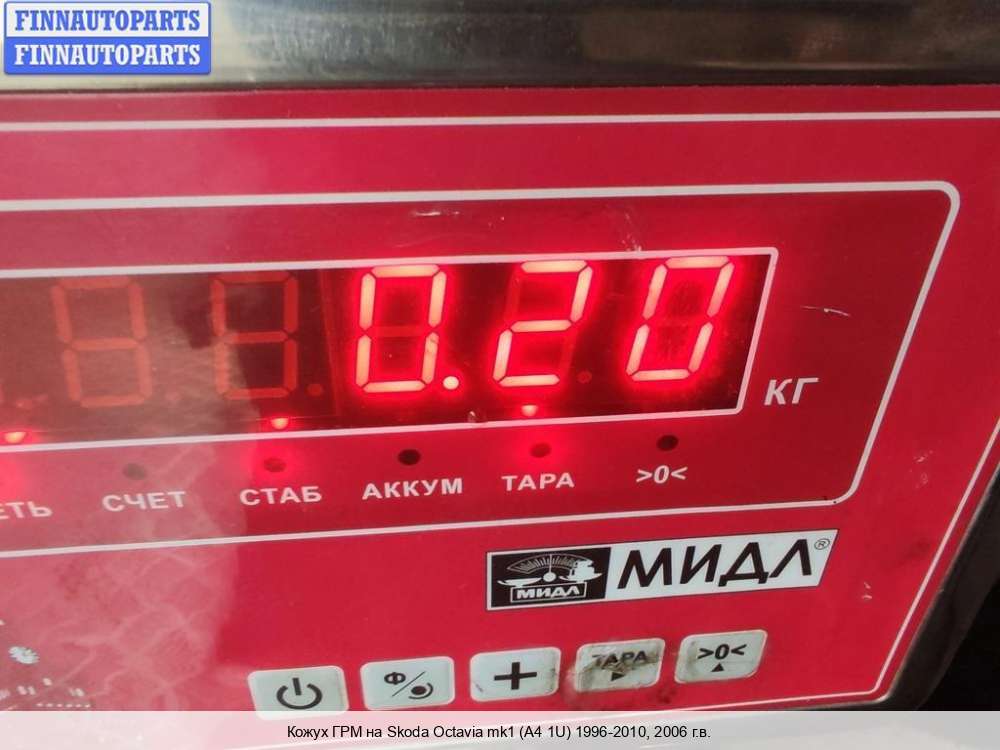 FINNAUTOPARTS
FINNAUTOPARTS
0.20
КГ
ЕТЬ СЧЕТ СТАБ АККУМ ТАРА >0<
МИДЛ МИДЛ®
Ф + ТАРА >0<
Кожух ГРМ на Skoda Octavia mk1 (A4 1U) 1996-2010, 2006 г.в.